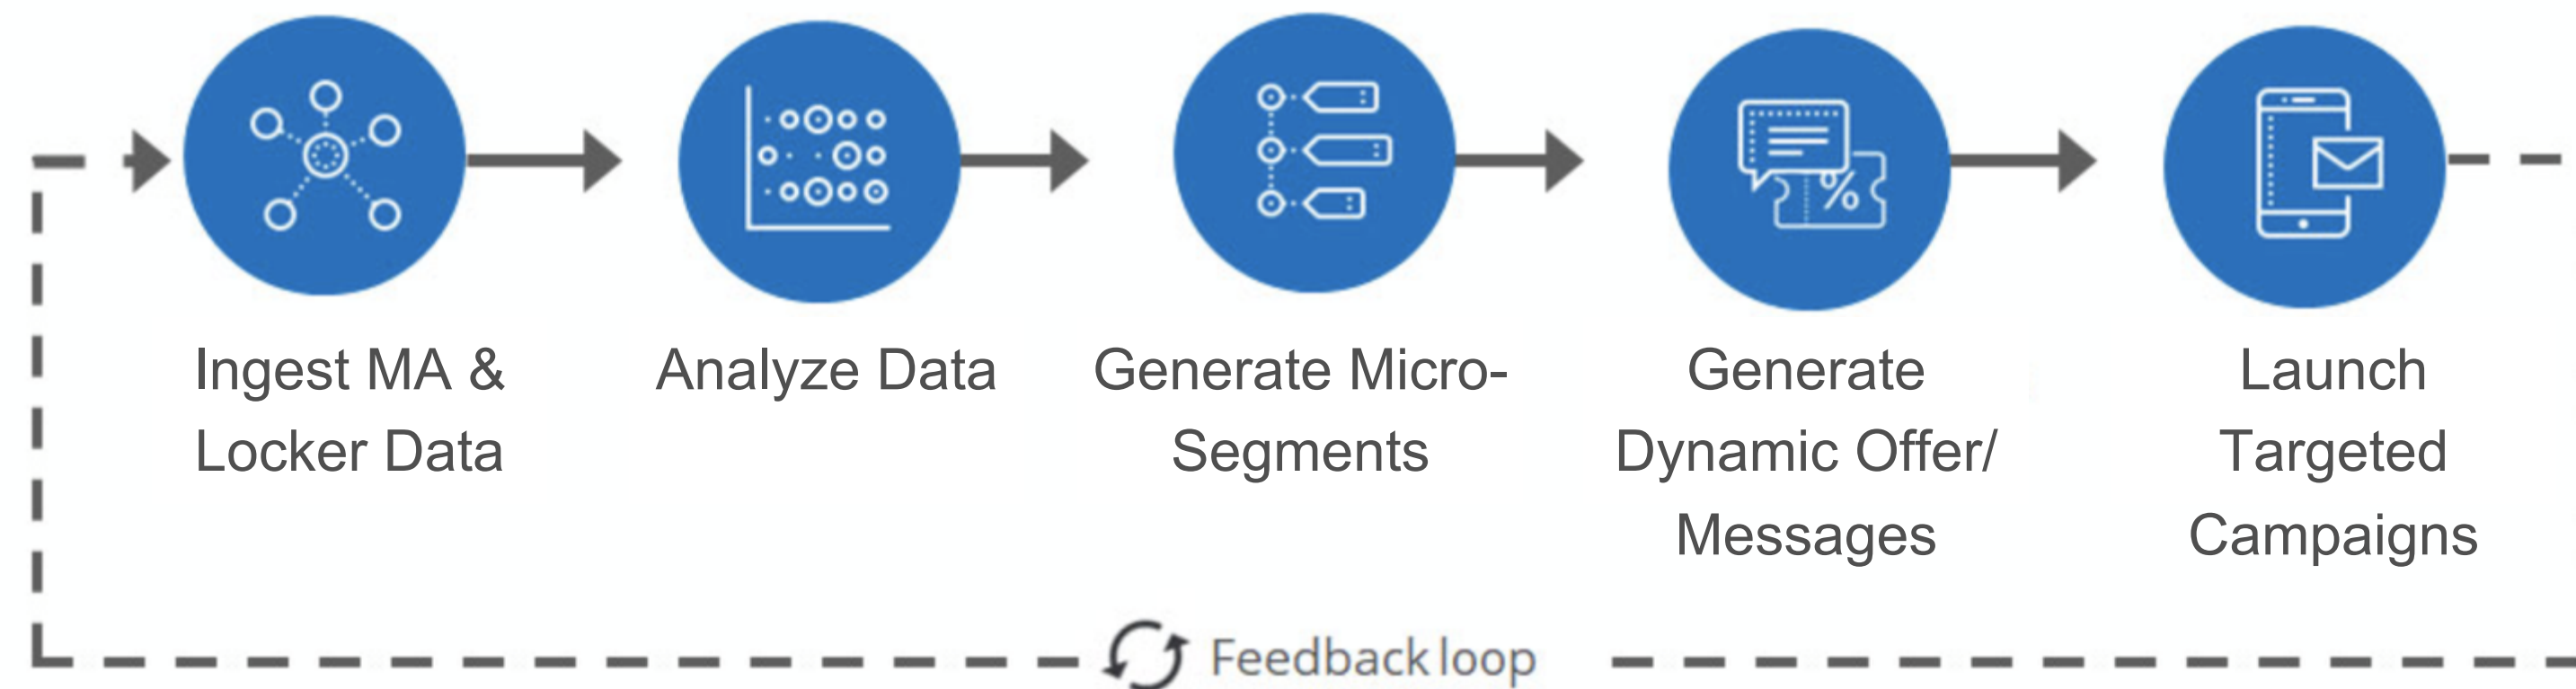 Ingest MA &
Locker Data
Analyze Data
Generate Micro-
Segments
Generate
Dynamic Offer/
Messages
%
Launch
Targeted
Campaigns
Feedback loop